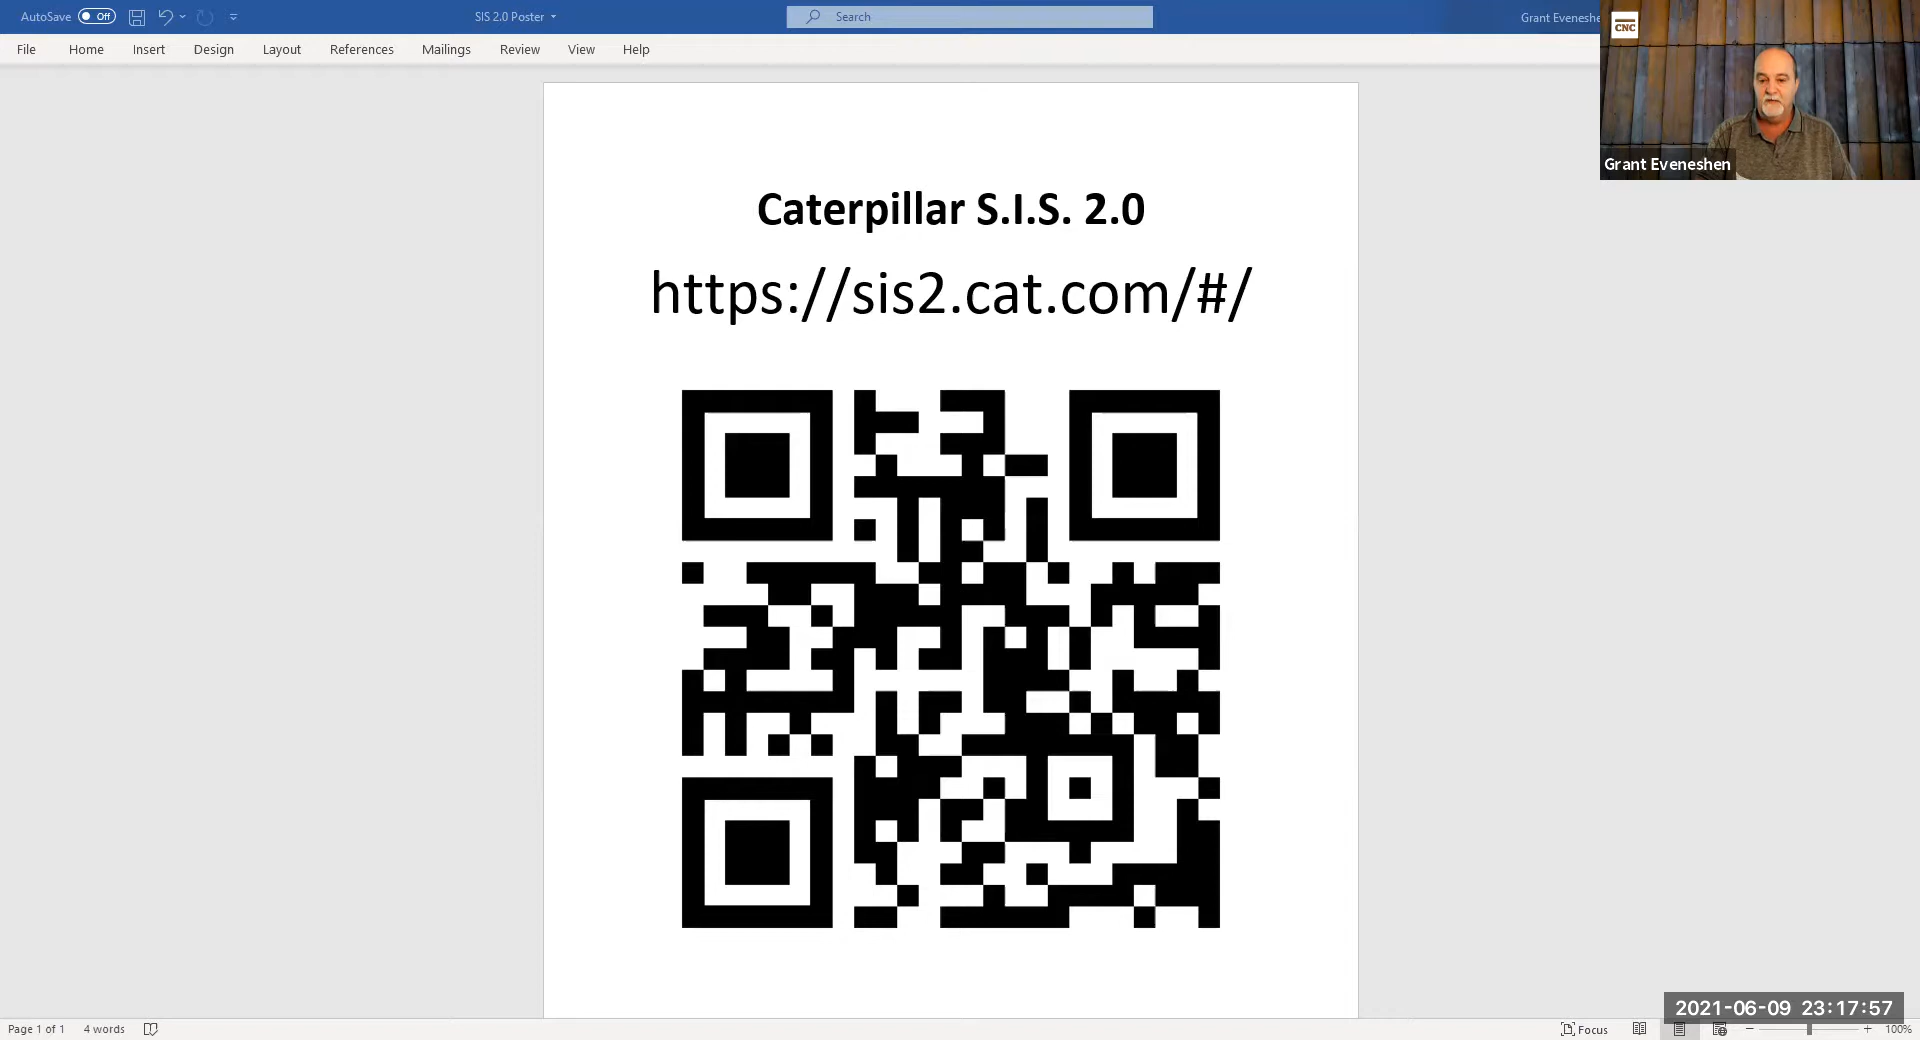 AutoSave Off SIS 2.0 Poster Search
File Home Insert Design Layout References Mailings Review View Help
CNC
Grant Eveneshen
Caterpillar S.I.S. 2.0
https://sis2.cat.com/#/
2021-06-09 23:17:57
Page 1 of 1 4 words Focus 100%